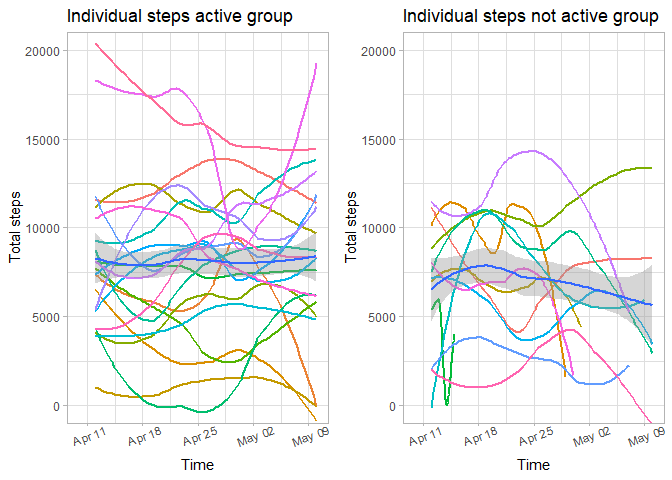 Individual steps active group
Individual steps not active group
Total steps
20000
15000
10000
5000
0
Apr 11
Apr 18
Apr 25
May 02
May 09
Time
Total steps
20000
15000
10000
5000
0
Apr 11
Apr 18
Apr 25
May 02
May 09
Time